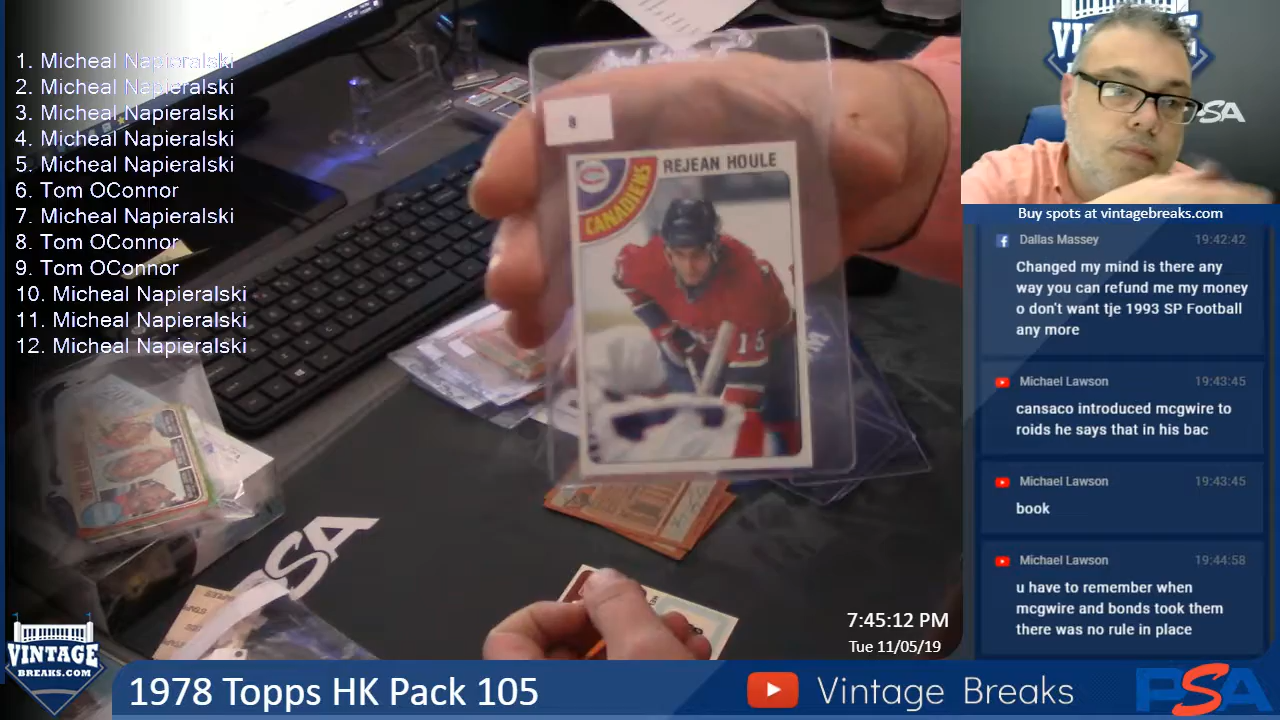 1. Micheal Napieralski
2. Micheal Napieralski
3. Micheal Napieralski
4. Micheal Napieralski
5. Micheal Napieralski
6. Tom OConnor
7. Micheal Napieralski
8. Tom OConnor
9. Tom OConnor
10. Micheal Napieralski
11. Micheal Napieralski
12. Micheal Napieralski
8
REJEAN HOULE
CANADIENS
15
PSA
VINTAGE
BREAKS.COM
1978 Topps HK Pack 105
7:45:12 PM
Tue 11/05/19
Vintage Breaks
PSA
Buy spots at vintagebreaks.com
Dallas Massey 19:42:42
Changed my mind is there any
way you can refund me my money
o don't want tje 1993 SP Football
any more
Michael Lawson 19:43:45
cansaco introduced mcgwire to
roids he says that in his bac
Michael Lawson 19:43:45
book
Michael Lawson 19:44:58
u have to remember when
mcgwire and bonds took them
there was no rule in place